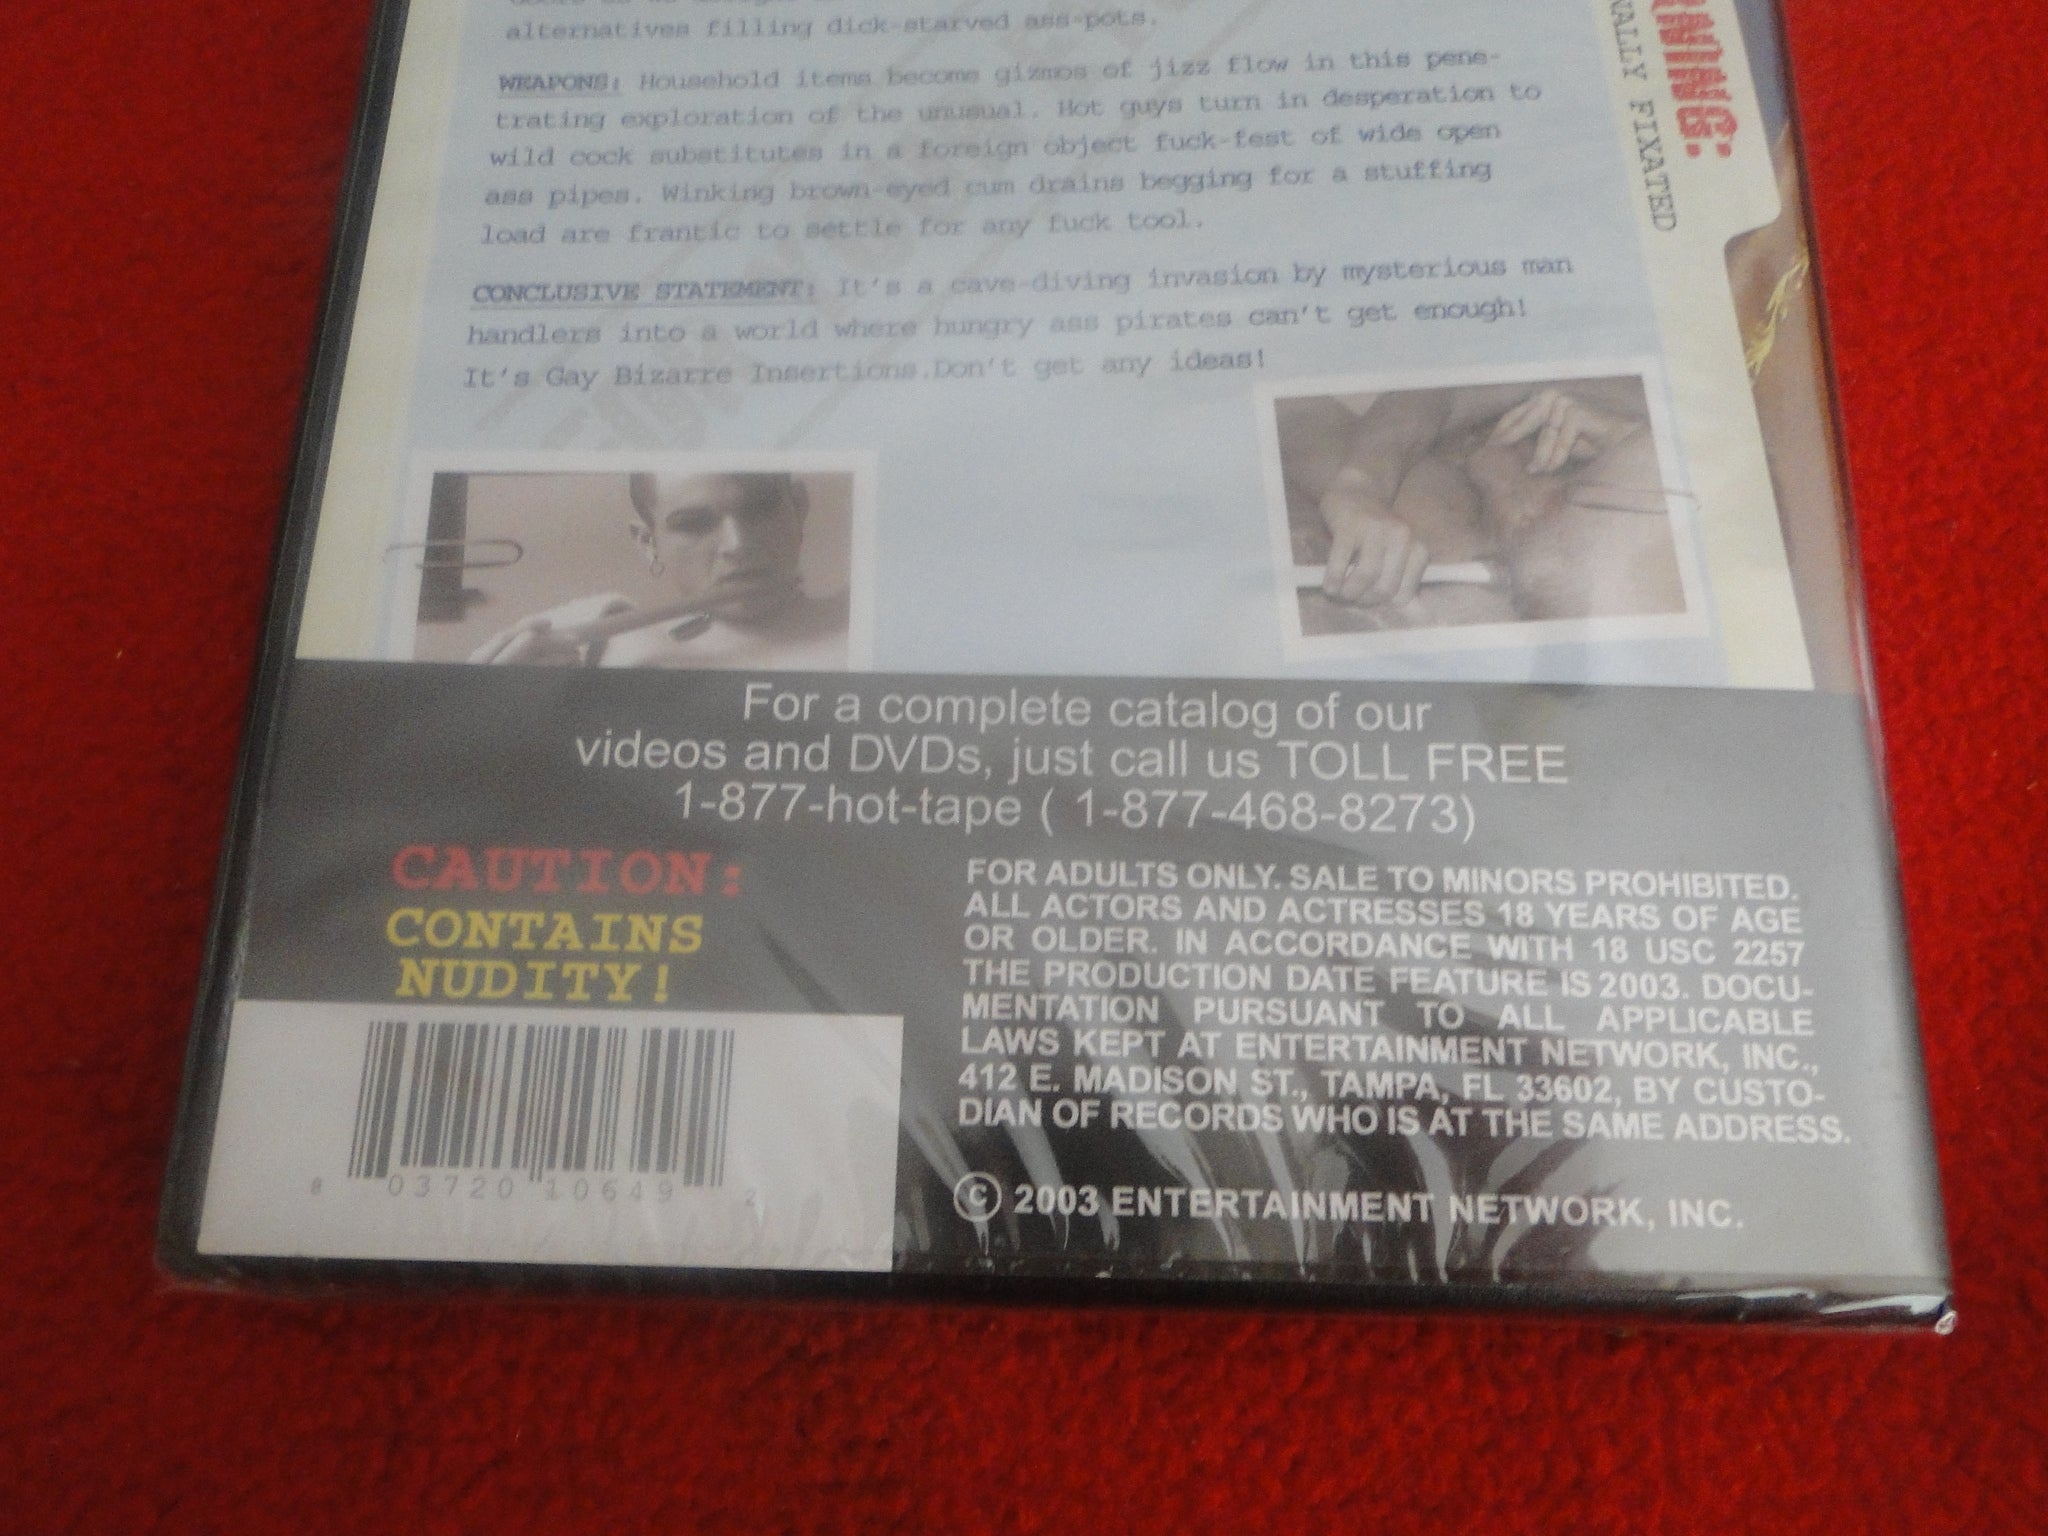 alternatives filling dick-starved ass-pots.
WEAPONS: Household items become gizmos of jizz flow in this pene-
trating exploration of the unusual. Hot guys turn in desperation to
wild cock substitutes in a foreign object fuck-fest of wide open
ass pipes. Winking brown-eyed cum drains begging for a stuffing
load are frantic to settle for any fuck tool.
CONCLUSIVE STATEMENT: It's a cave-diving invasion by mysterious man
handlers into a world where hungry ass pirates can't get enough!
It's Gay Bizarre Insertions.Don't get any ideas!
FIXATED
For a complete catalog of our
videos and DVDs, just call us TOLL FREE
1-877-hot-tape ( 1-877-468-8273)
CAUTION:
CONTAINS
NUDITY!
FOR ADULTS ONLY. SALE TO MINORS PROHIBITED.
ALL ACTORS AND ACTRESSES 18 YEARS OF AGE
OR OLDER. IN ACCORDANCE WITH 18 USC 2257
THE PRODUCTION DATE FEATURE IS 2003. DOCU-
MENTATION PURSUANT TO ALL APPLICABLE
LAWS KEPT AT ENTERTAINMENT NETWORK, INC.,
412 E. MADISON ST., TAMPA, FL 33602, BY CUSTO-
DIAN OF RECORDS WHO IS AT THE SAME ADDRESS.
© 2003 ENTERTAINMENT NETWORK, INC.
8 03720 10649 2